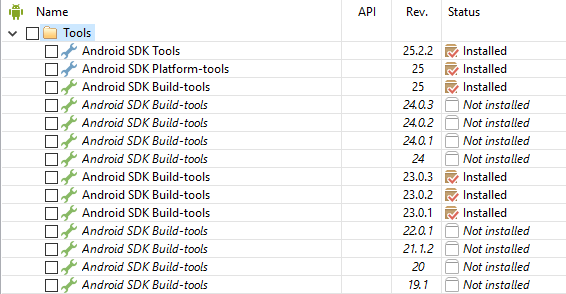 Name API Rev. Status
Tools
Android SDK Tools 25.2.2 Installed
Android SDK Platform-tools 25 Installed
Android SDK Build-tools 25 Installed
Android SDK Build-tools 24.0.3 Not installed
Android SDK Build-tools 24.0.2 Not installed
Android SDK Build-tools 24.0.1 Not installed
Android SDK Build-tools 24 Not installed
Android SDK Build-tools 23.0.3 Installed
Android SDK Build-tools 23.0.2 Installed
Android SDK Build-tools 23.0.1 Installed
Android SDK Build-tools 22.0.1 Not installed
Android SDK Build-tools 21.1.2 Not installed
Android SDK Build-tools 20 Not installed
Android SDK Build-tools 19.1 Not installed